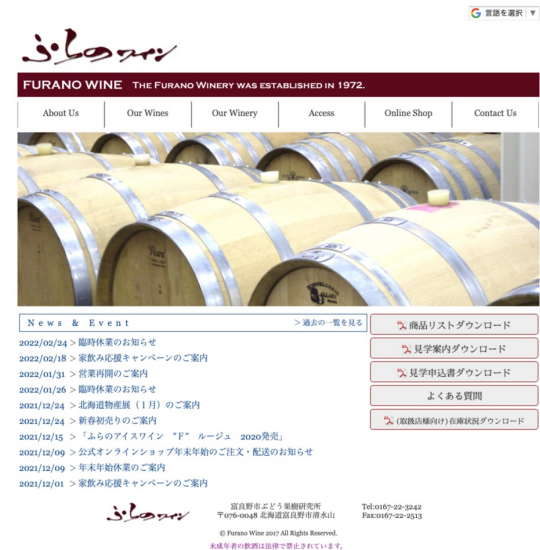 言語を選択 ▼
ふらのワイン
FURANO WINE THE FURANO WINERY WAS ESTABLISHED IN 1972.
About Us
Our Wines
Our Winery
Access
Online Shop
Contact Us
News & Event
＞過去の一覧を見る
2022/02/24 ＞臨時休業のお知らせ
2022/02/18 ＞家飲み応援キャンペーンのご案内
2022/01/31 ＞営業再開のご案内
2022/01/26 ＞臨時休業のお知らせ
2021/12/24 ＞北海道物産展（１月）のご案内
2021/12/24 ＞新春初売りのご案内
2021/12/15 ＞「ふらのアイスワイン “Ｆ” ルージュ 2020発売」
2021/12/09 ＞公式オンラインショップ年末年始のご注文・配送のお知らせ
2021/12/09 ＞年末年始休業のご案内
2021/12/01 ＞家飲み応援キャンペーンのご案内
商品リストダウンロード
見学案内ダウンロード
見学申込書ダウンロード
よくある質問
(取扱店様向け)在庫状況ダウンロード
ふらのワイン
富良野市ぶどう果樹研究所
〒076-0048 北海道富良野市清水山
Tel:0167-22-3242
Fax:0167-22-2513
© Furano Wine 2017 All Rights Reserved.
未成年者の飲酒は法律で禁止されています。